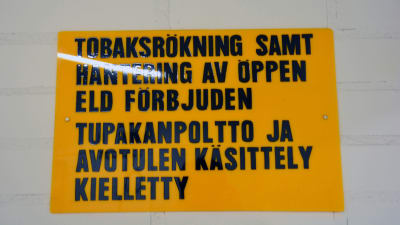 TOBAKSRÖKNING SAMT
HANTERING AV ÖPPEN
ELD FÖRBJUDEN
TUPAKANPOLTTO JA
AVOTULEN KÄSITTELY
KIELLETTY